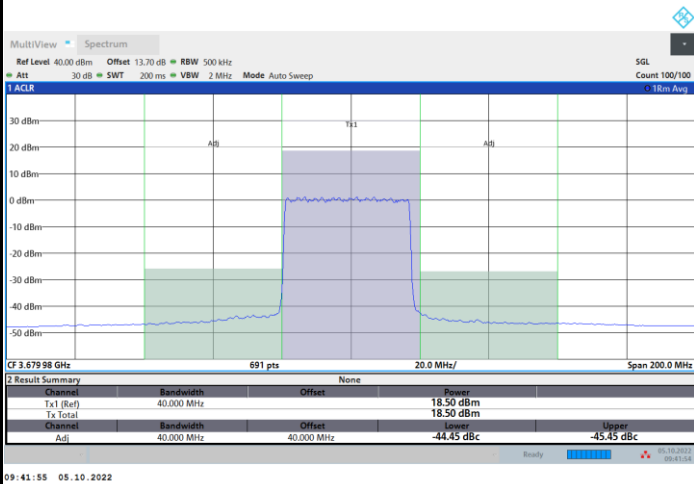 MultiView Spectrum
Ref Level 40.00 dBm Offset 13.70 dB RBW 500 kHz SGL
Att 30 dB SWT 200 ms VBW 2 MHz Mode Auto Sweep Count 100/100
1 ACLR 1Rm Avg
30 dBm
Tx1
20 dBm
Adj Adj
10 dBm
0 dBm
-10 dBm
-20 dBm
-30 dBm
-40 dBm
-50 dBm
CF 3.679 98 GHz 691 pts 20.0 MHz/ Span 200.0 MHz
2 Result Summary None
Channel Bandwidth Offset Power
Tx1 (Ref) 40.000 MHz 18.50 dBm
Tx Total 18.50 dBm
Channel Bandwidth Offset Lower Upper
Adj 40.000 MHz 40.000 MHz -44.45 dBc -45.45 dBc
Ready 05.10.2022
09:41:54
09:41:55 05.10.2022